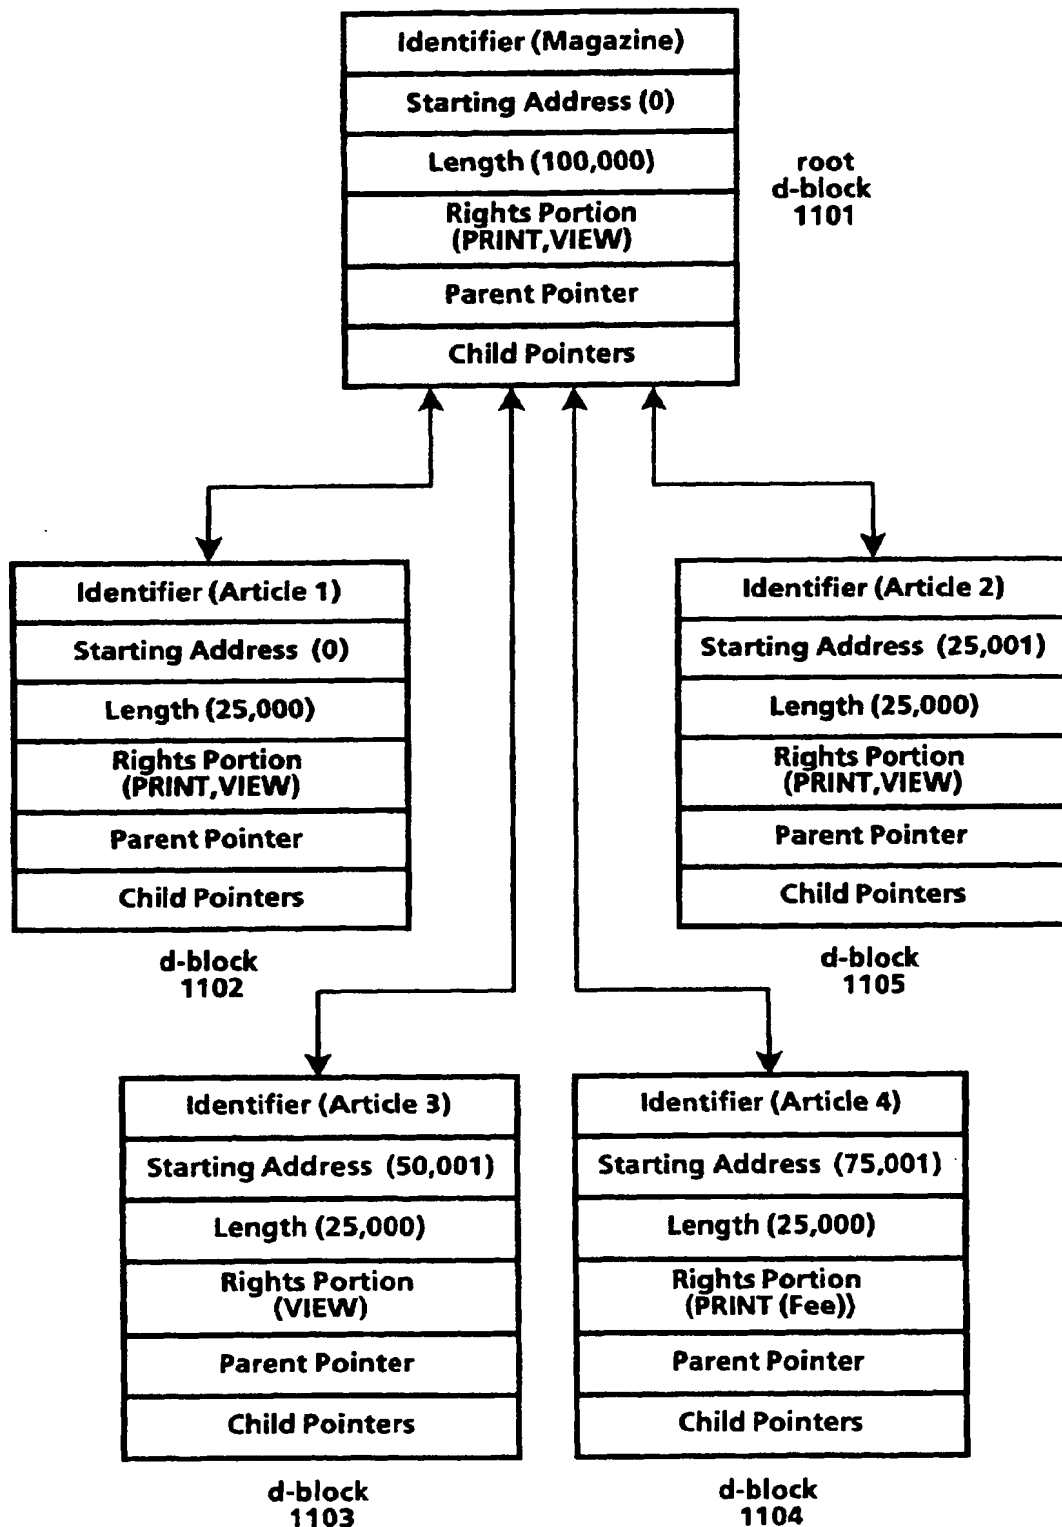 Identifier (Magazine)
Starting Address (0)
Length (100,000)
Rights Portion
(PRINT,VIEW)
Parent Pointer
Child Pointers
root
d-block
1101
Identifier (Article 1)
Starting Address (0)
Length (25,000)
Rights Portion
(PRINT,VIEW)
Parent Pointer
Child Pointers
d-block
1102
Identifier (Article 2)
Starting Address (25,001)
Length (25,000)
Rights Portion
(PRINT,VIEW)
Parent Pointer
Child Pointers
d-block
1105
Identifier (Article 3)
Starting Address (50,001)
Length (25,000)
Rights Portion
(VIEW)
Parent Pointer
Child Pointers
d-block
1103
Identifier (Article 4)
Starting Address (75,001)
Length (25,000)
Rights Portion
(PRINT (Fee))
Parent Pointer
Child Pointers
d-block
1104